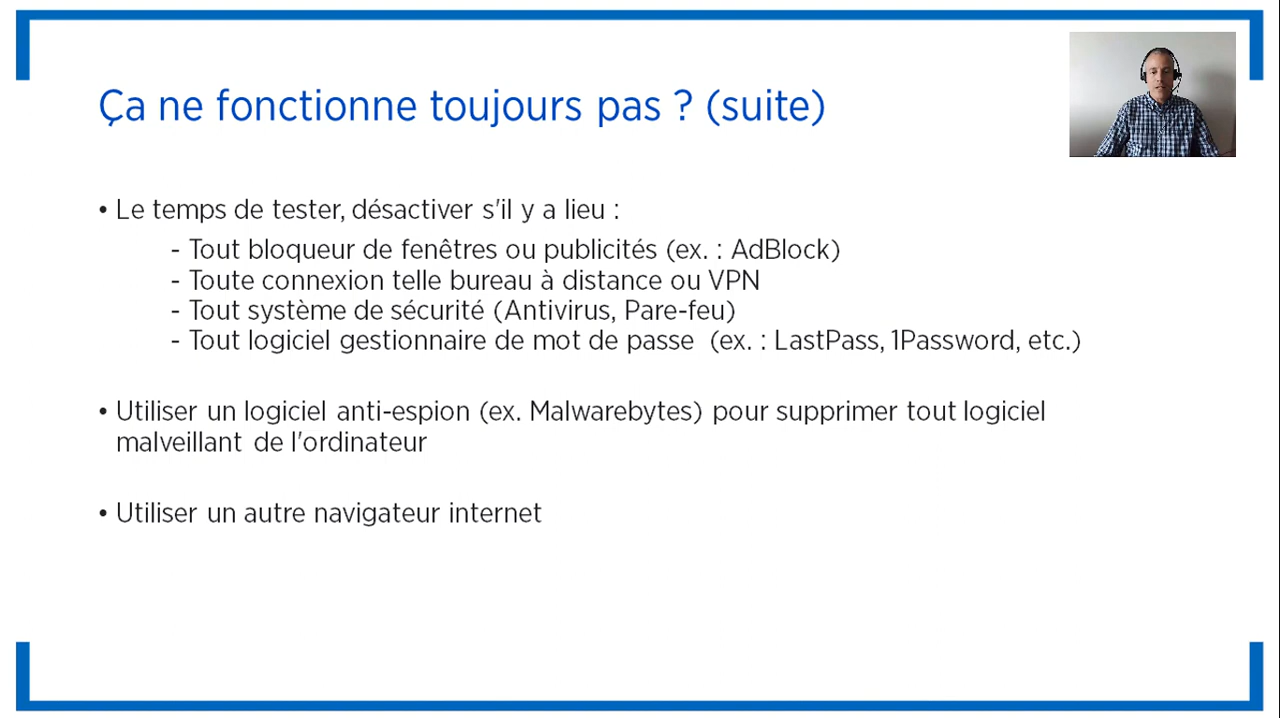 Ça ne fonctionne toujours pas ? (suite)
• Le temps de tester, désactiver s'il y a lieu :
- Tout bloqueur de fenêtres ou publicités (ex. : AdBlock)
- Toute connexion telle bureau à distance ou VPN
- Tout système de sécurité (Antivirus, Pare-feu)
- Tout logiciel gestionnaire de mot de passe (ex. : LastPass, 1Password, etc.)
• Utiliser un logiciel anti-espion (ex. Malwarebytes) pour supprimer tout logiciel
malveillant de l'ordinateur
• Utiliser un autre navigateur internet